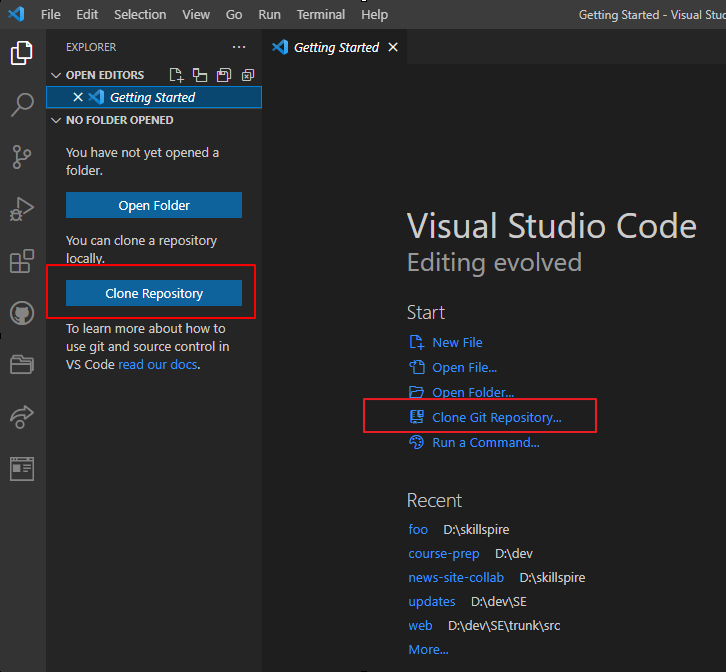 File Edit Selection View Go Run Terminal Help
Getting Started - Visual
EXPLORER
Getting Started
OPEN EDITORS
Getting Started
NO FOLDER OPENED
You have not yet opened a
folder.
Open Folder
You can clone a repository
locally.
Clone Repository
To learn more about how to
use git and source control in
VS Code read our docs.
Visual Studio Code
Editing evolved
Start
New File
Open File...
Open Folder...
Clone Git Repository...
Run a Command...
Recent
foo D:\skillspire
course-prep D:\dev
news-site-collab D:\skillspire
updates D:\dev\SE
web D:\dev\SE\trunk\src
More...